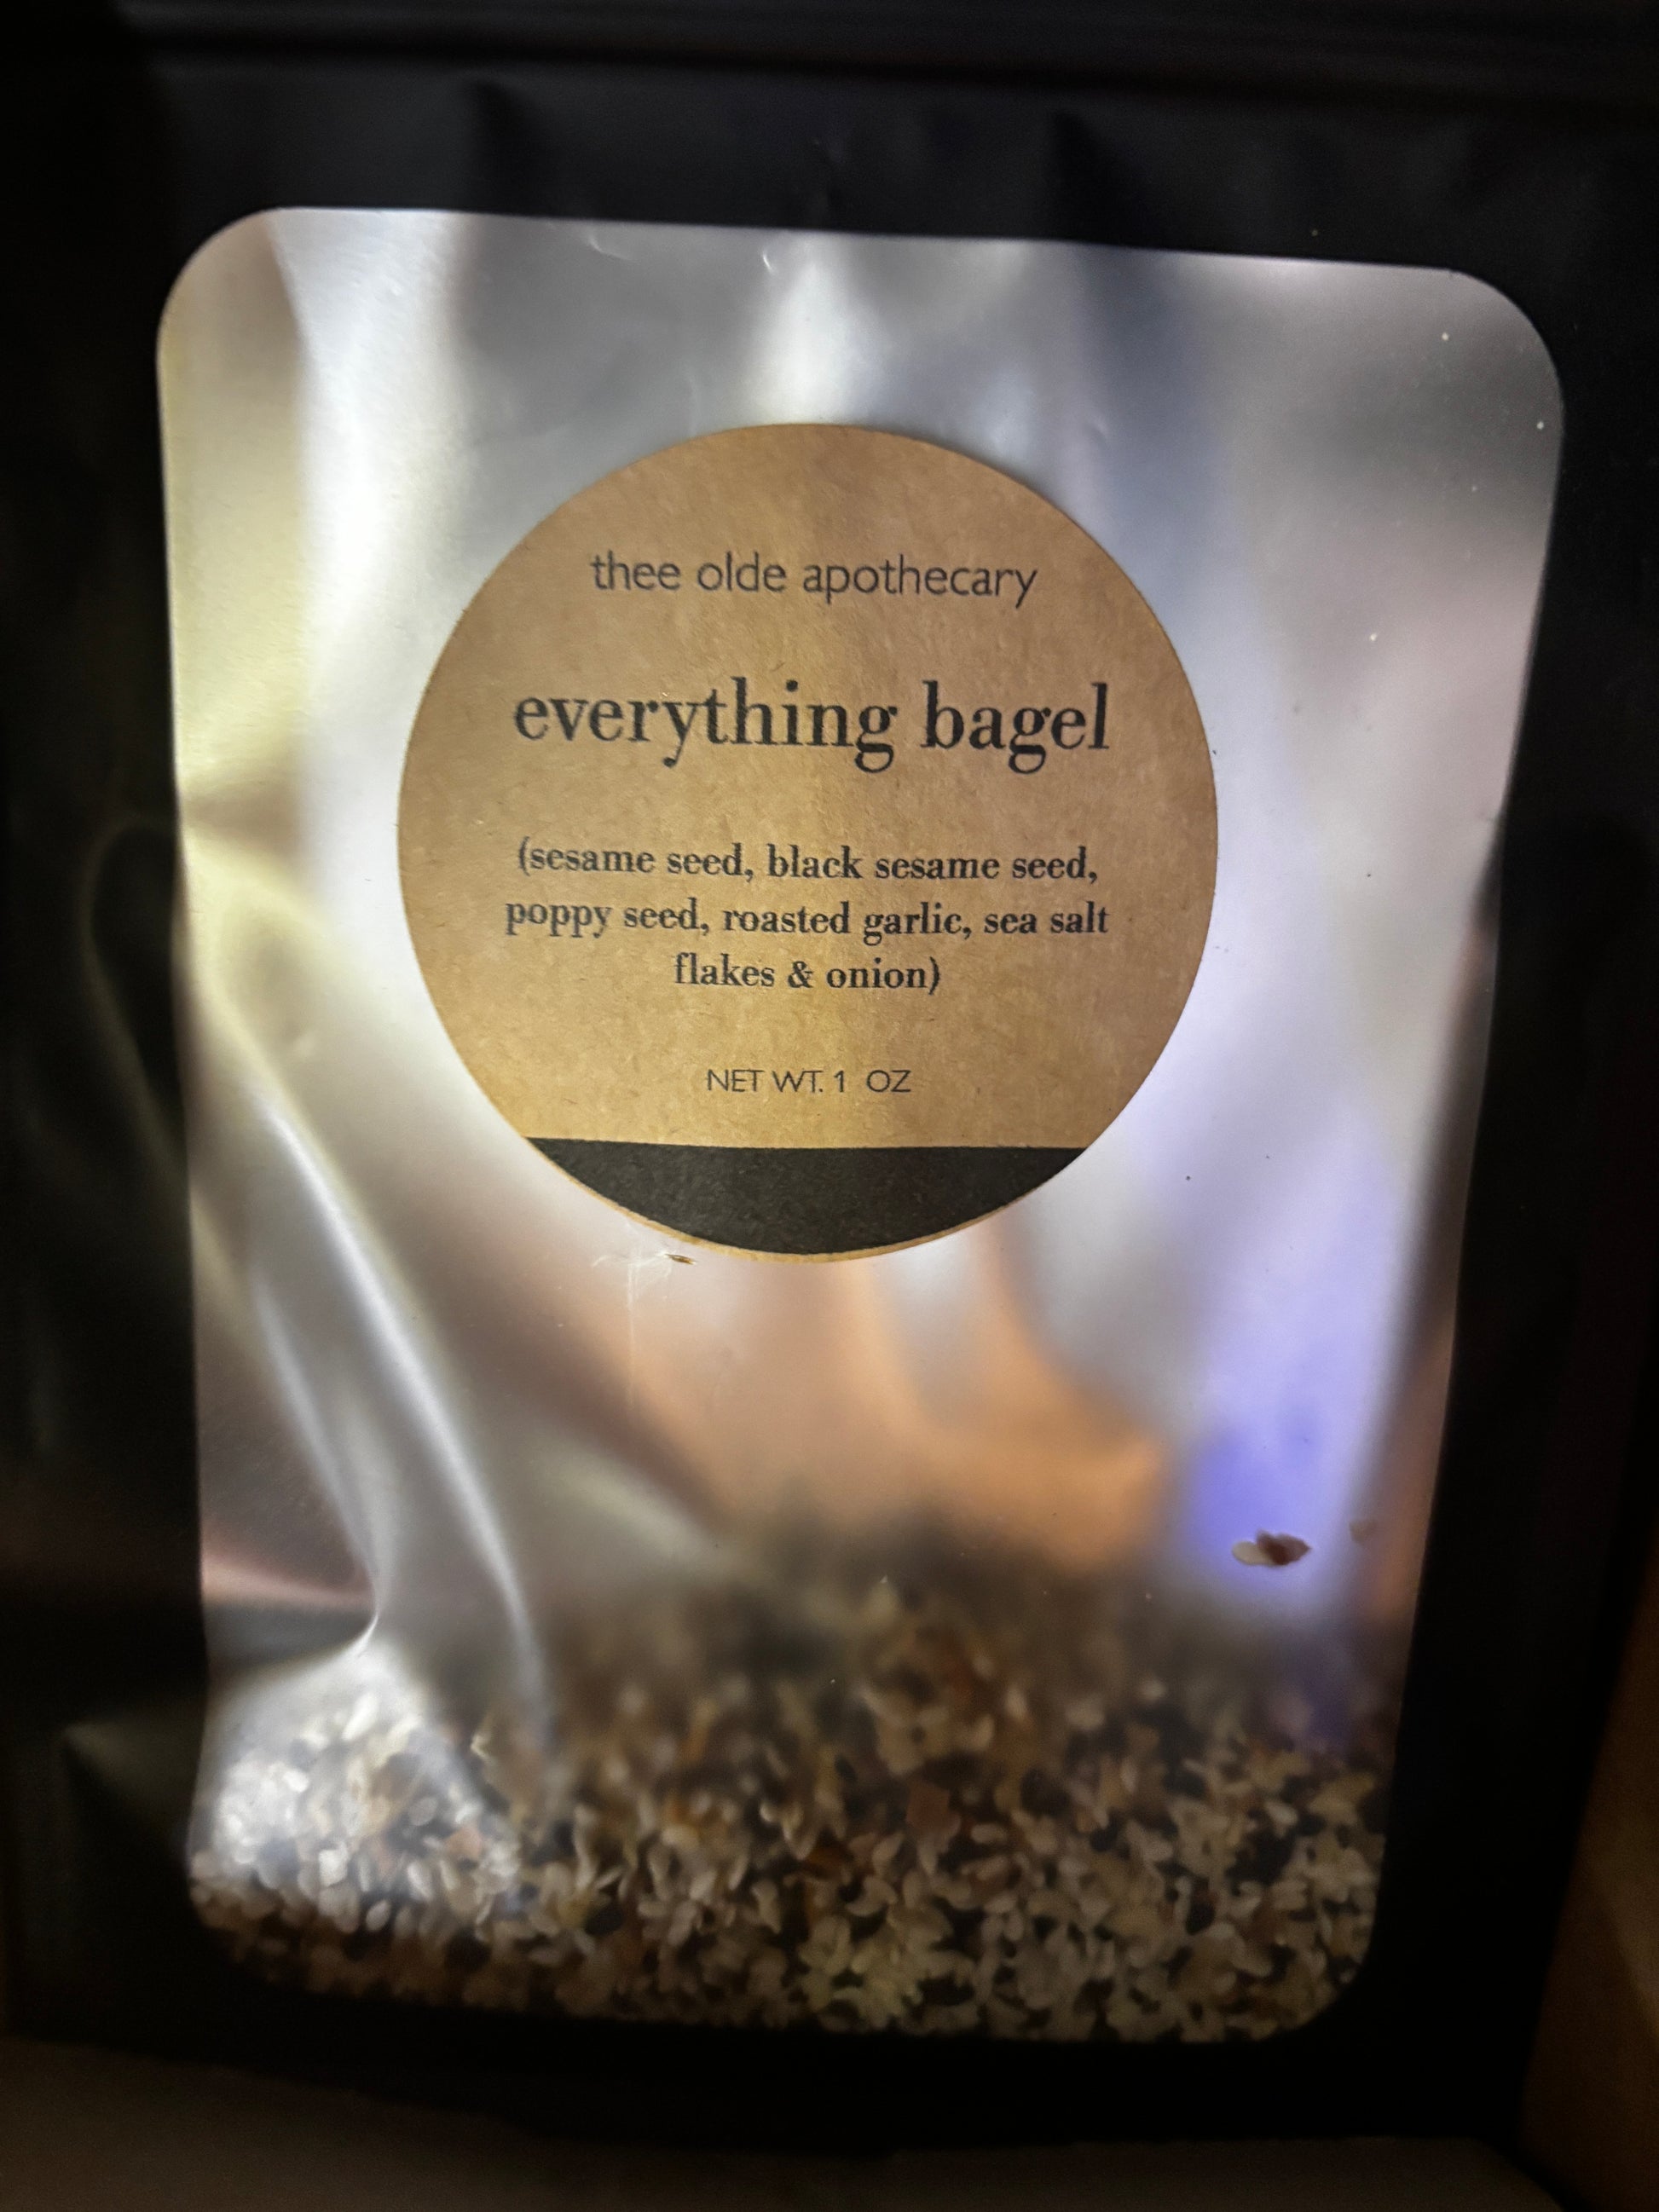 thee olde apothecary
everything bagel
(sesame seed, black sesame seed,
poppy seed, roasted garlic, sea salt
flakes & onion)
NET WT. 1 OZ